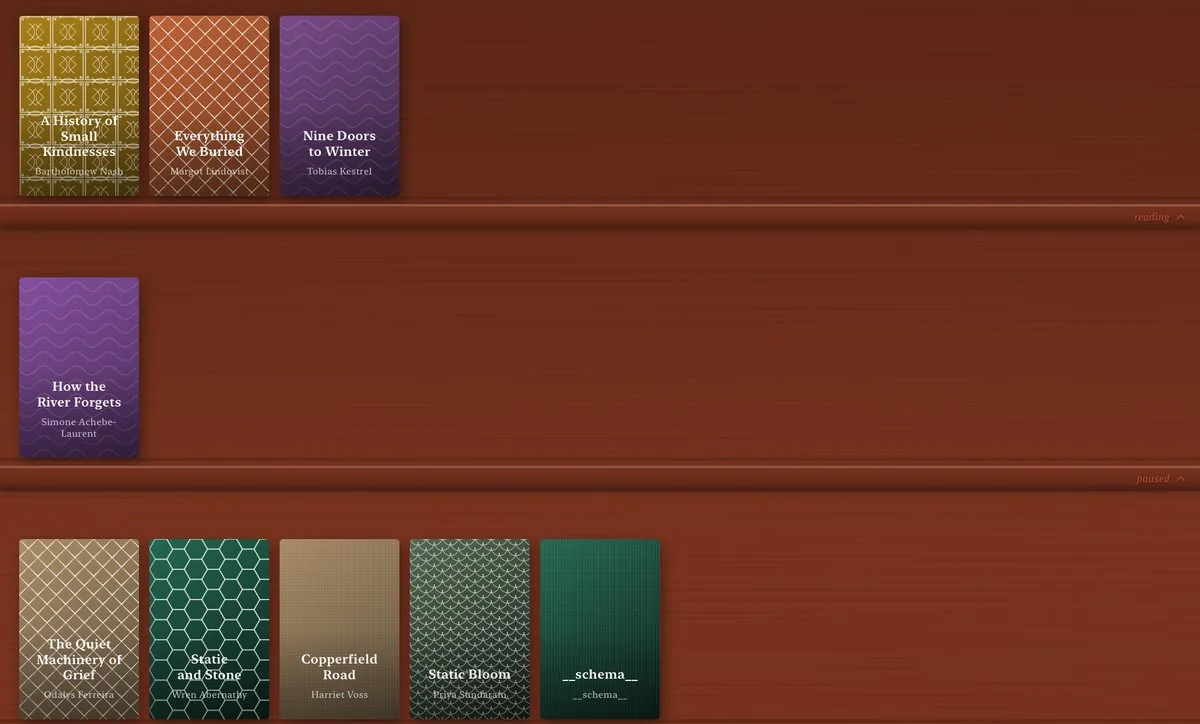 A History of
Small
Kindnesses
Bartholomew Nash
Everything
We Buried
Margot Lindqvist
Nine Doors
to Winter
Tobias Kestrel
reading
How the
River Forgets
Simone Achebe-
Laurent
paused
The Quiet
Machinery of
Grief
Odalys Ferreira
Static
and Stone
Wren Abernathy
Copperfield
Road
Harriet Voss
Static Bloom
Priya Sundaram
__schema__
__schema__